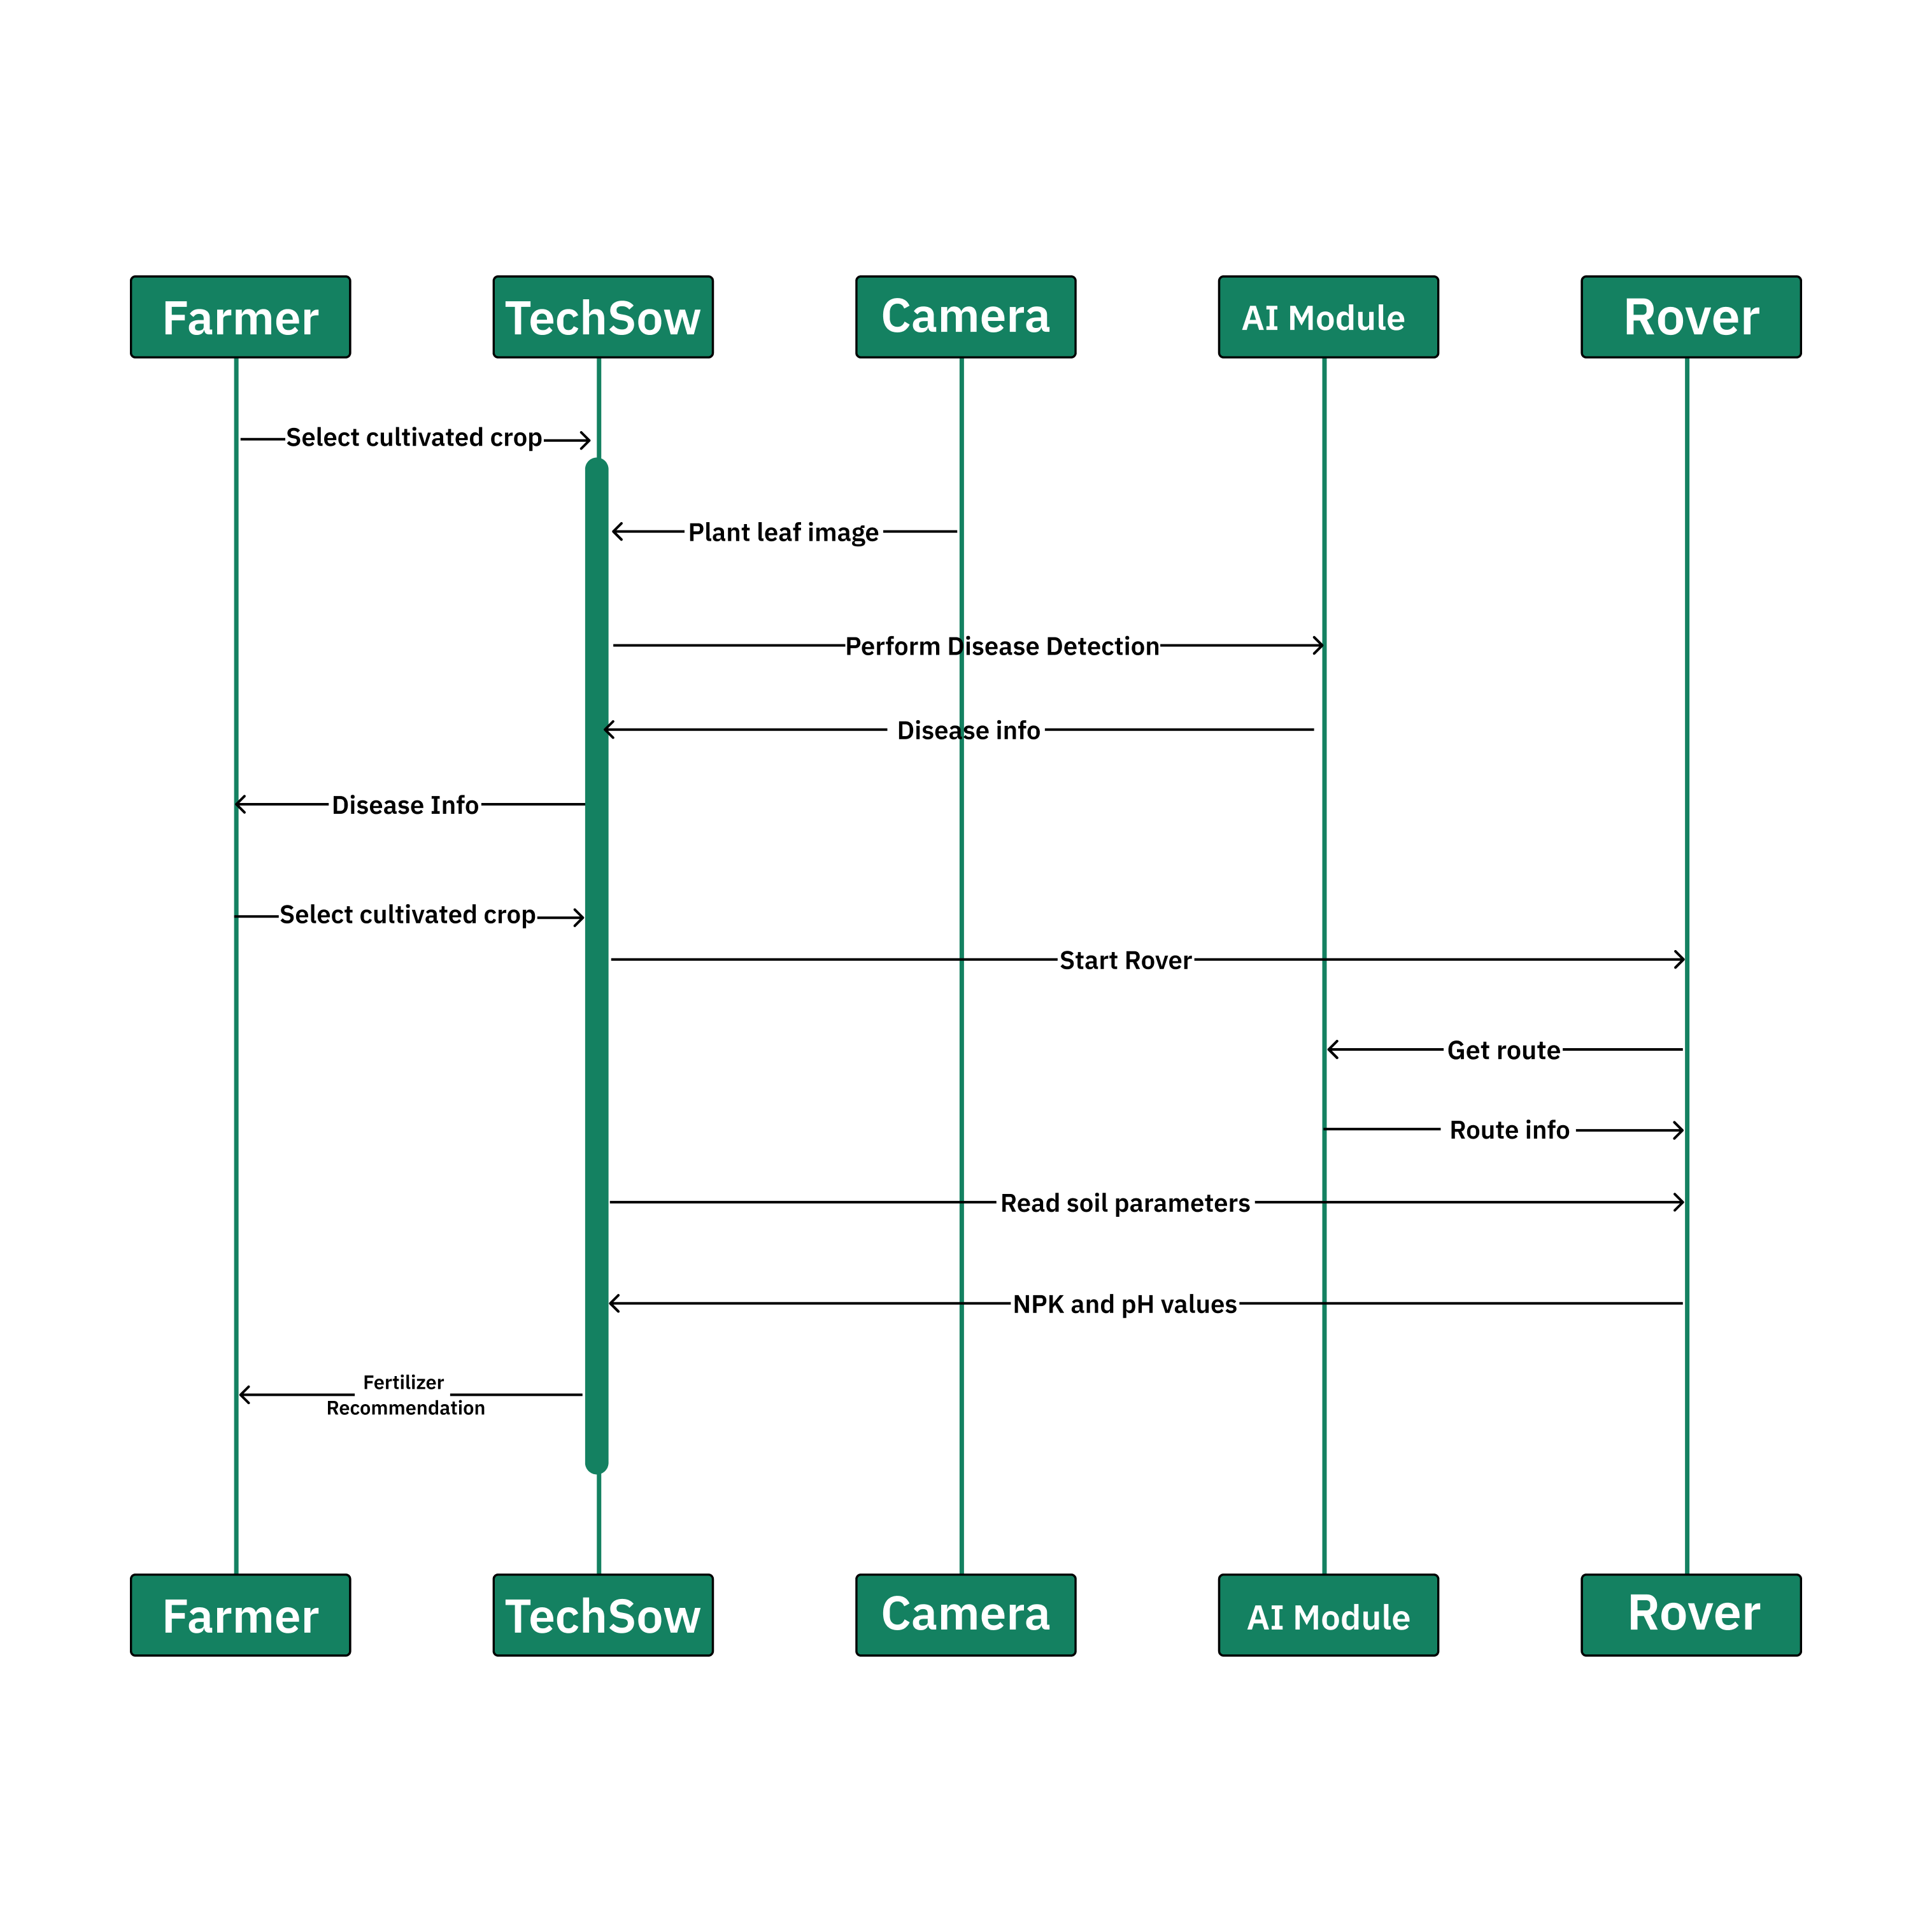 Farmer
TechSow
Camera
AI Module
Rover
Select cultivated crop
Plant leaf image
Perform Disease Detection
Disease info
Disease Info
Select cultivated crop
Start Rover
Get route
Route info
Read soil parameters
NPK and pH values
Fertilizer
Recommendation
Farmer
TechSow
Camera
AI Module
Rover